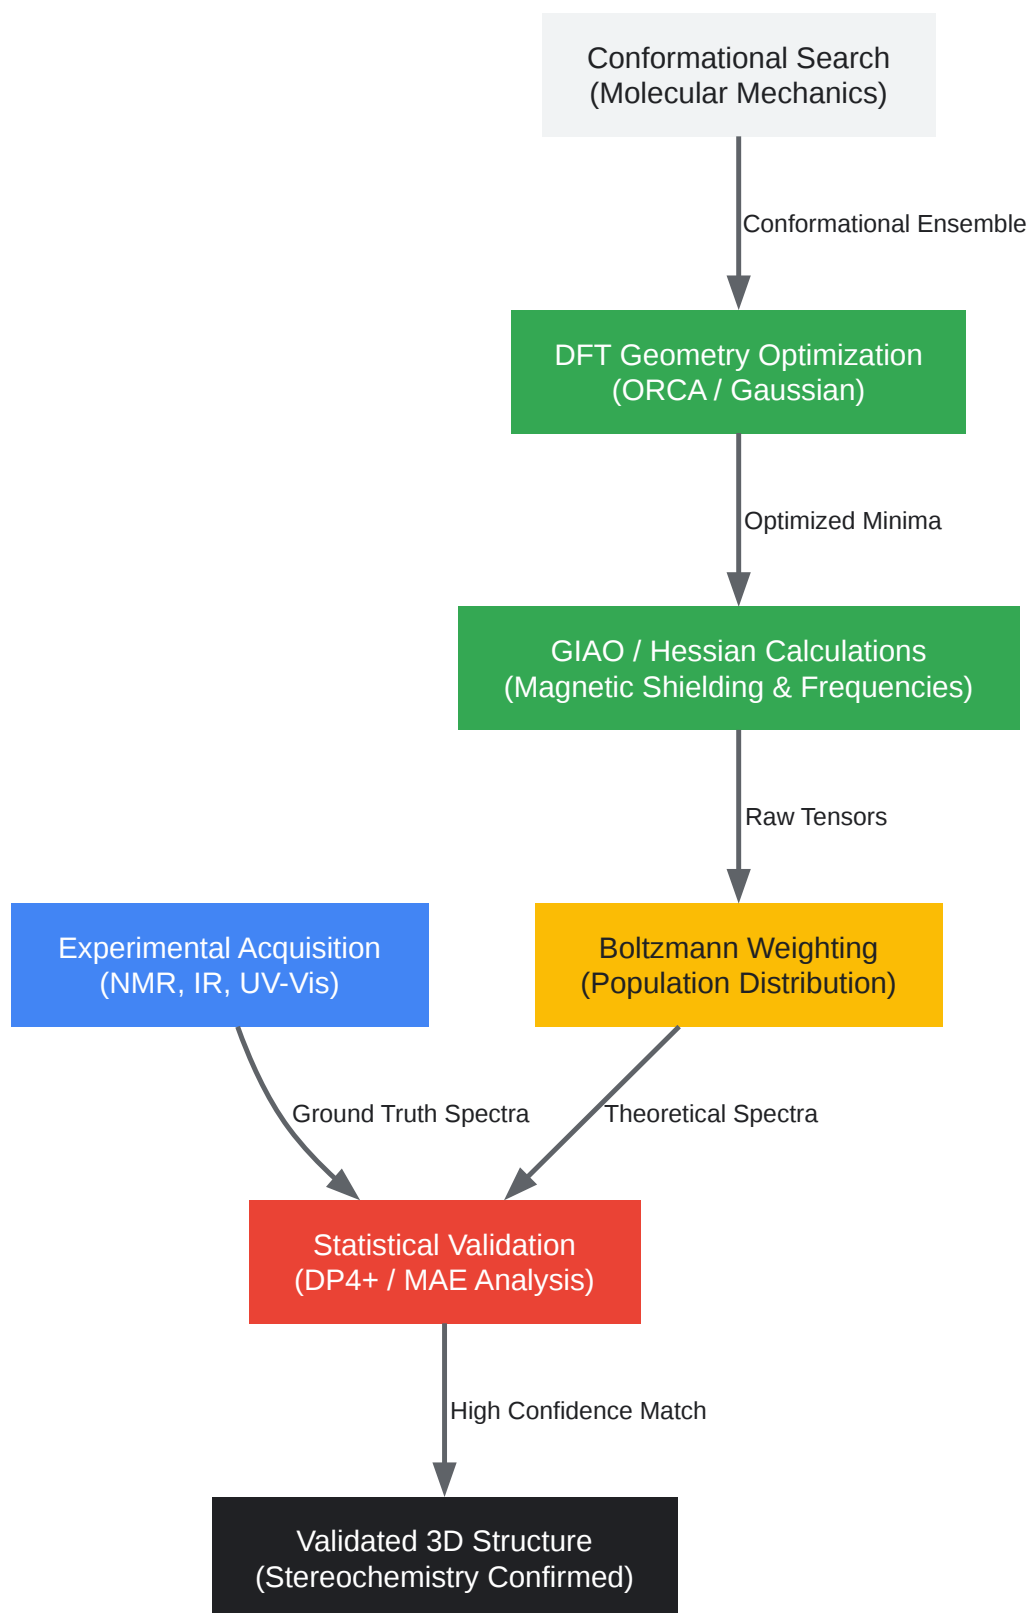 Conformational Search
(Molecular Mechanics)
Conformational Ensemble
DFT Geometry Optimization
(ORCA / Gaussian)
Optimized Minima
GIAO / Hessian Calculations
(Magnetic Shielding & Frequencies)
Raw Tensors
Experimental Acquisition
(NMR, IR, UV-Vis)
Boltzmann Weighting
(Population Distribution)
Ground Truth Spectra
Theoretical Spectra
Statistical Validation
(DP4+ / MAE Analysis)
High Confidence Match
Validated 3D Structure
(Stereochemistry Confirmed)